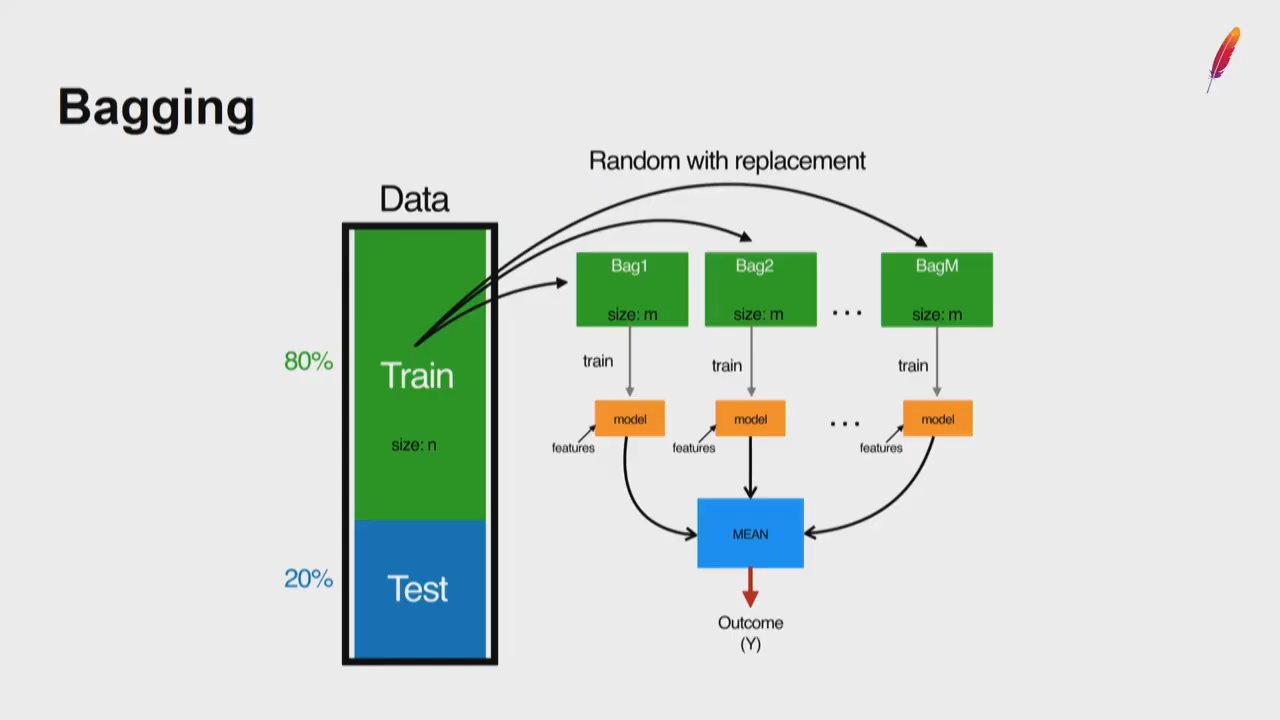 Bagging
Random with replacement
Data
Bag1
Bag2
BagM
size: m
size: m
...
size: m
80%
train
train
train
Train
model
model
...
model
size: n
features
features
features
MEAN
20%
Test
Outcome
(Y)